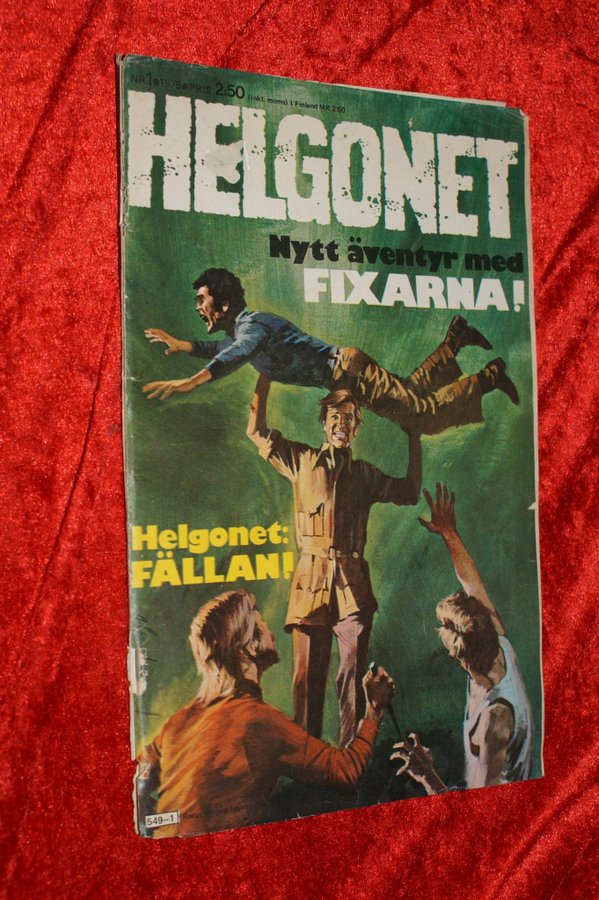 NR 1•1975•PRIS 2:50 (inkl. moms) I Finland MK 2:60
HELGONET
Nytt äventyr med
FIXARNA!
Helgonet:
FÄLLAN!
549–1